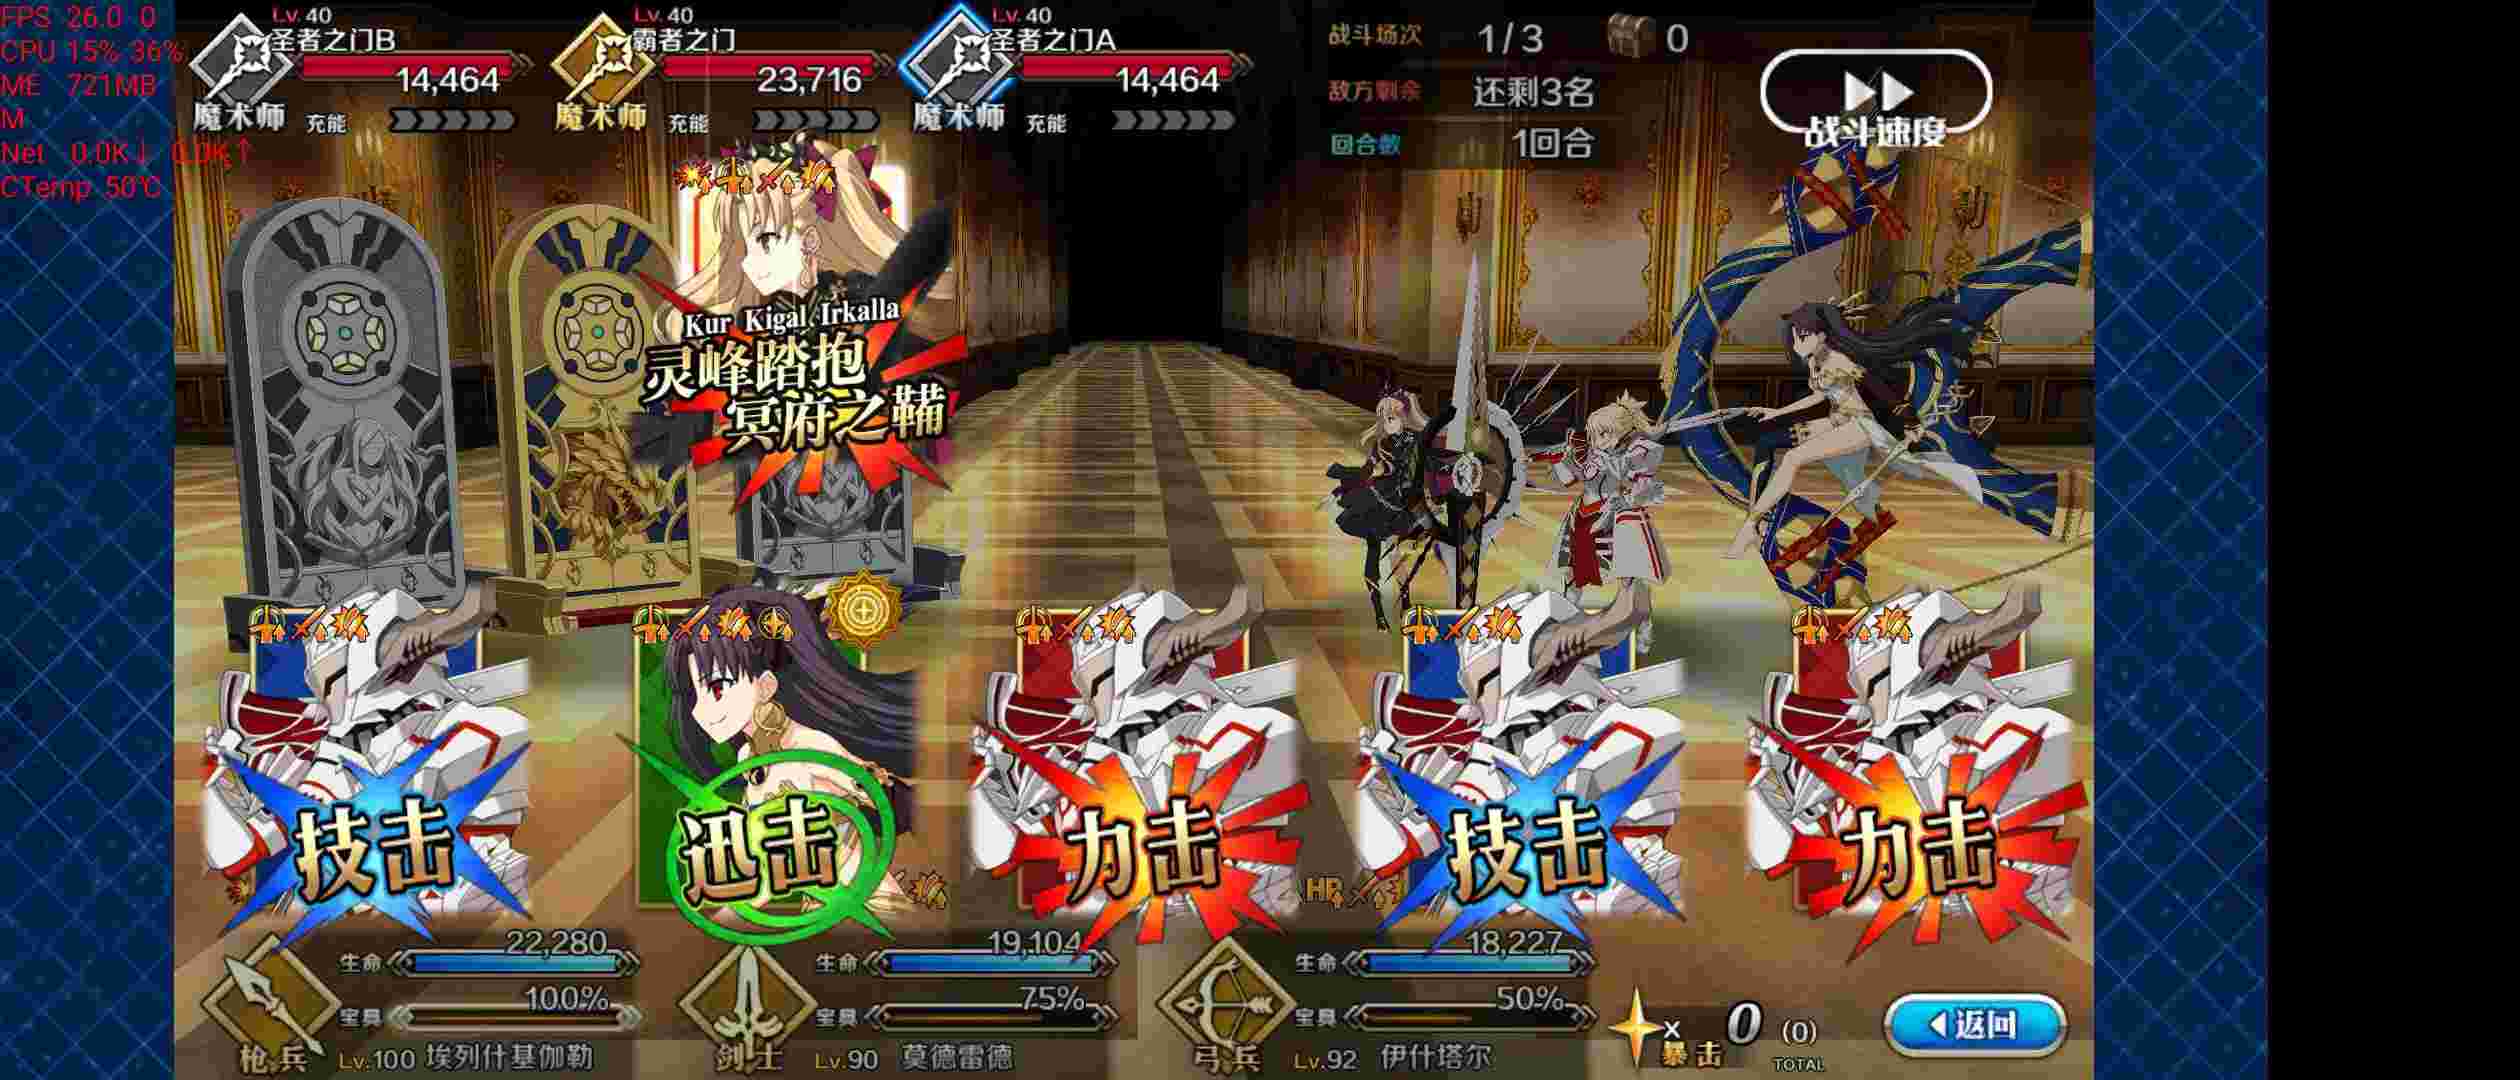 FPS 26.0 0
CPU 15% 36%
ME 721MB
M
Net 0.0K↓ 0.0K↑
CTemp 50℃
Lv.40
圣者之门B
14,464
魔术师 充能
Lv.40
霸者之门
23,716
魔术师 充能
Lv.40
圣者之门A
14,464
魔术师 充能
战斗场次 1/3 0
敌方剩余 还剩3名
回合数 1回合
战斗速度
Kur Kigal Irkalla
灵峰踏抱
冥府之鞴
技击
迅击
力击
技击
力击
HP
生命 22,280
宝具 100%
枪兵 Lv.100 埃列什基伽勒
生命 19,104
宝具 75%
剑士 Lv.90 莫德雷德
生命 18,227
宝具 50%
弓兵 Lv.92 伊什塔尔
x 0 (0)
暴击 TOTAL
返回